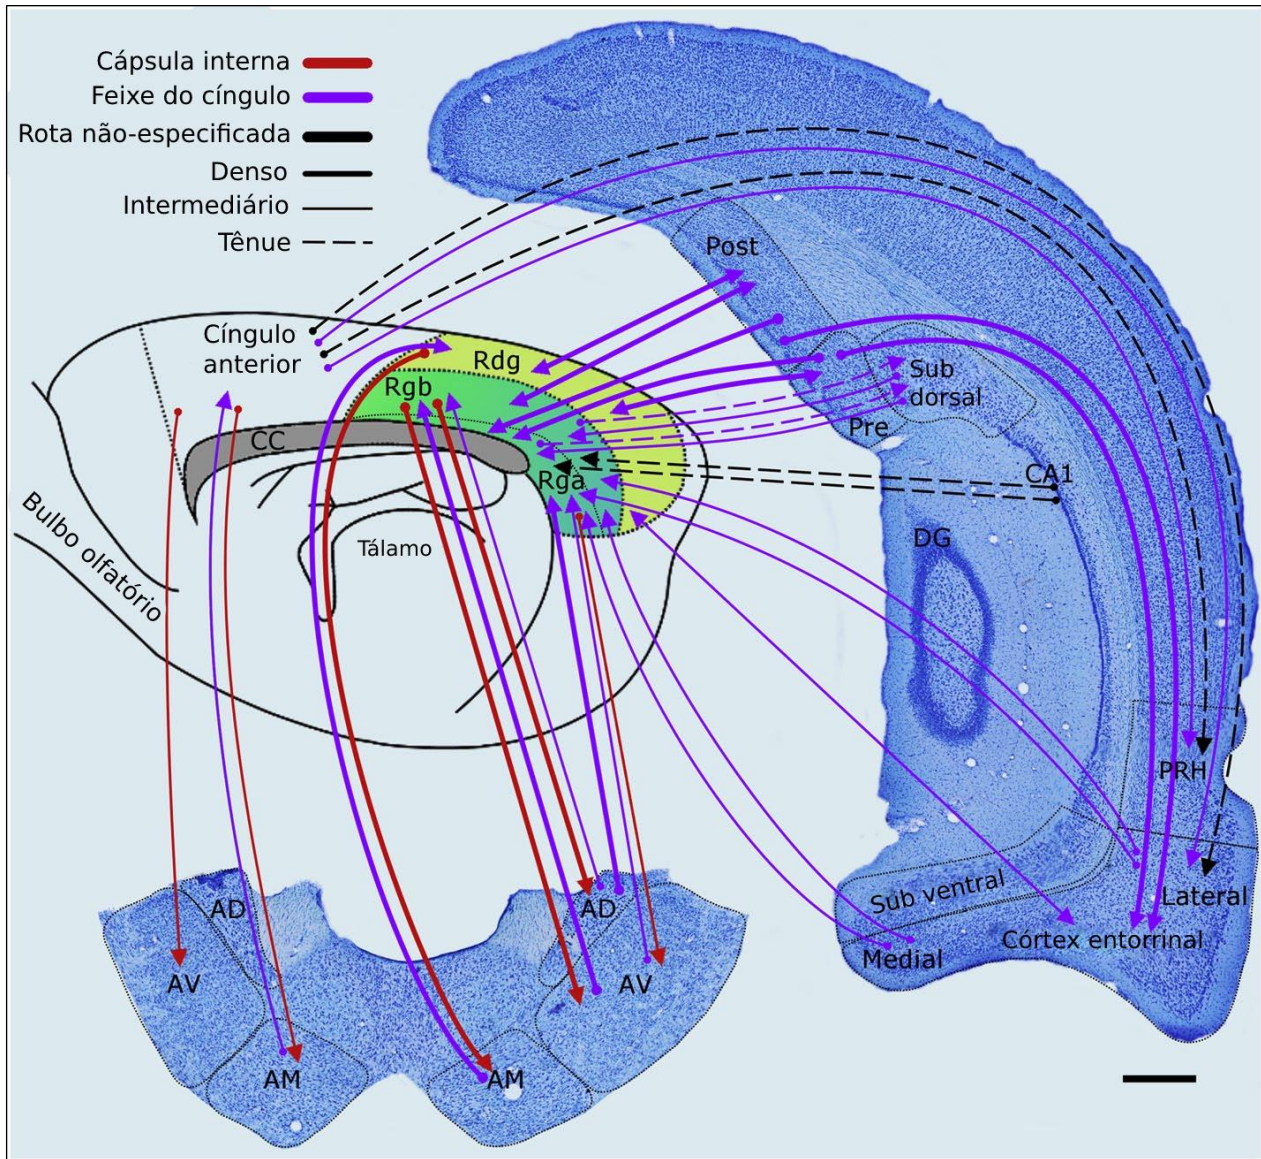 Cápsula interna
Feixe do cíngulo
Rota não-especificada
Denso
Intermediário
Tênue
Post
Cíngulo
anterior
Rdg
Rgb
Sub
dorsal
Pre
CC
Rga
CA1
Bulbo olfatório
Tálamo
DG
PRH
Sub ventral
Lateral
AD
AD
Córtex entorrinal
Medial
AV
AV
AM
AM